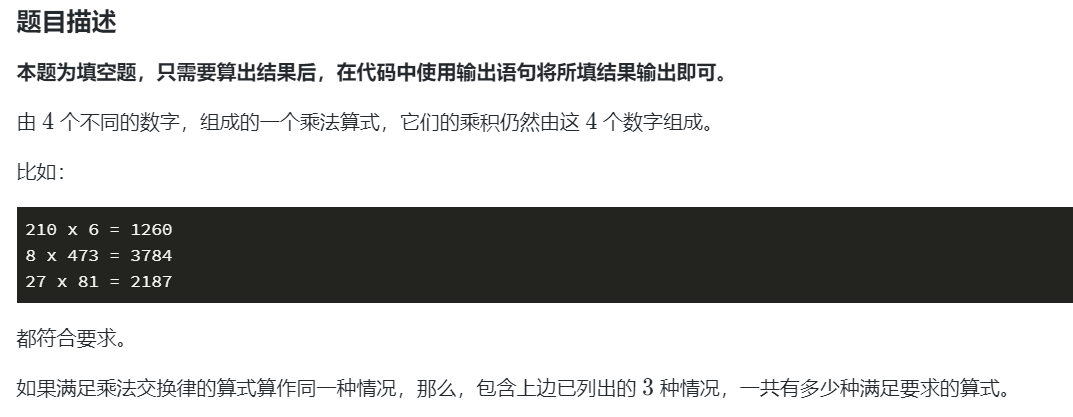 题目描述
本题为填空题，只需要算出结果后，在代码中使用输出语句将所填结果输出即可。
由 4 个不同的数字，组成的一个乘法算式，它们的乘积仍然由这 4 个数字组成。
比如：
210 x 6 = 1260
8 x 473 = 3784
27 x 81 = 2187
都符合要求。
如果满足乘法交换律的算式算作同一种情况，那么，包含上边已列出的 3 种情况，一共有多少种满足要求的算式。